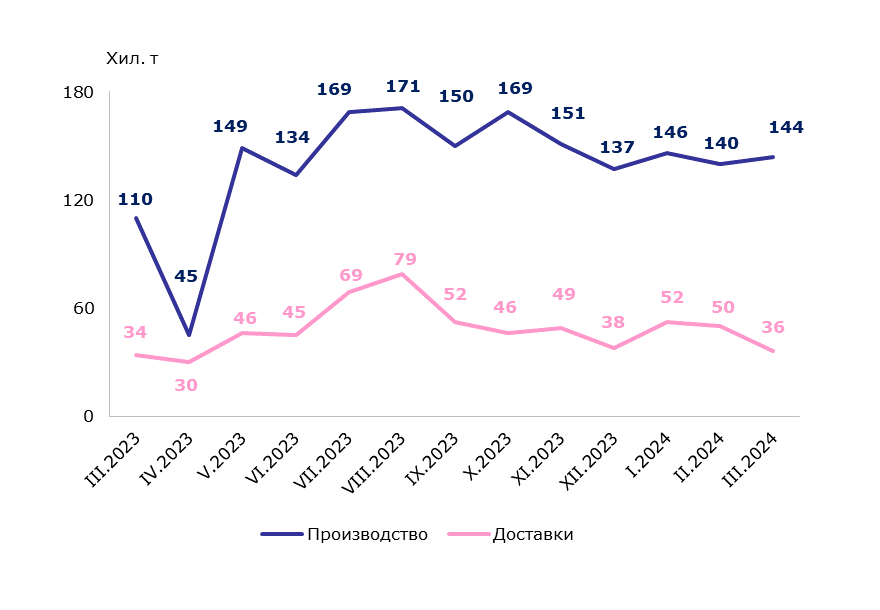 Хил. т
180
120
60
0
110 45 149 134 169 171 150 169 151 137 146 140 144
34 30 46 45 69 79 52 46 49 38 52 50 36
III.2023 IV.2023 V.2023 VI.2023 VII.2023 VIII.2023 IX.2023 X.2023 XI.2023 XII.2023 I.2024 II.2024 III.2024
Производство Доставки